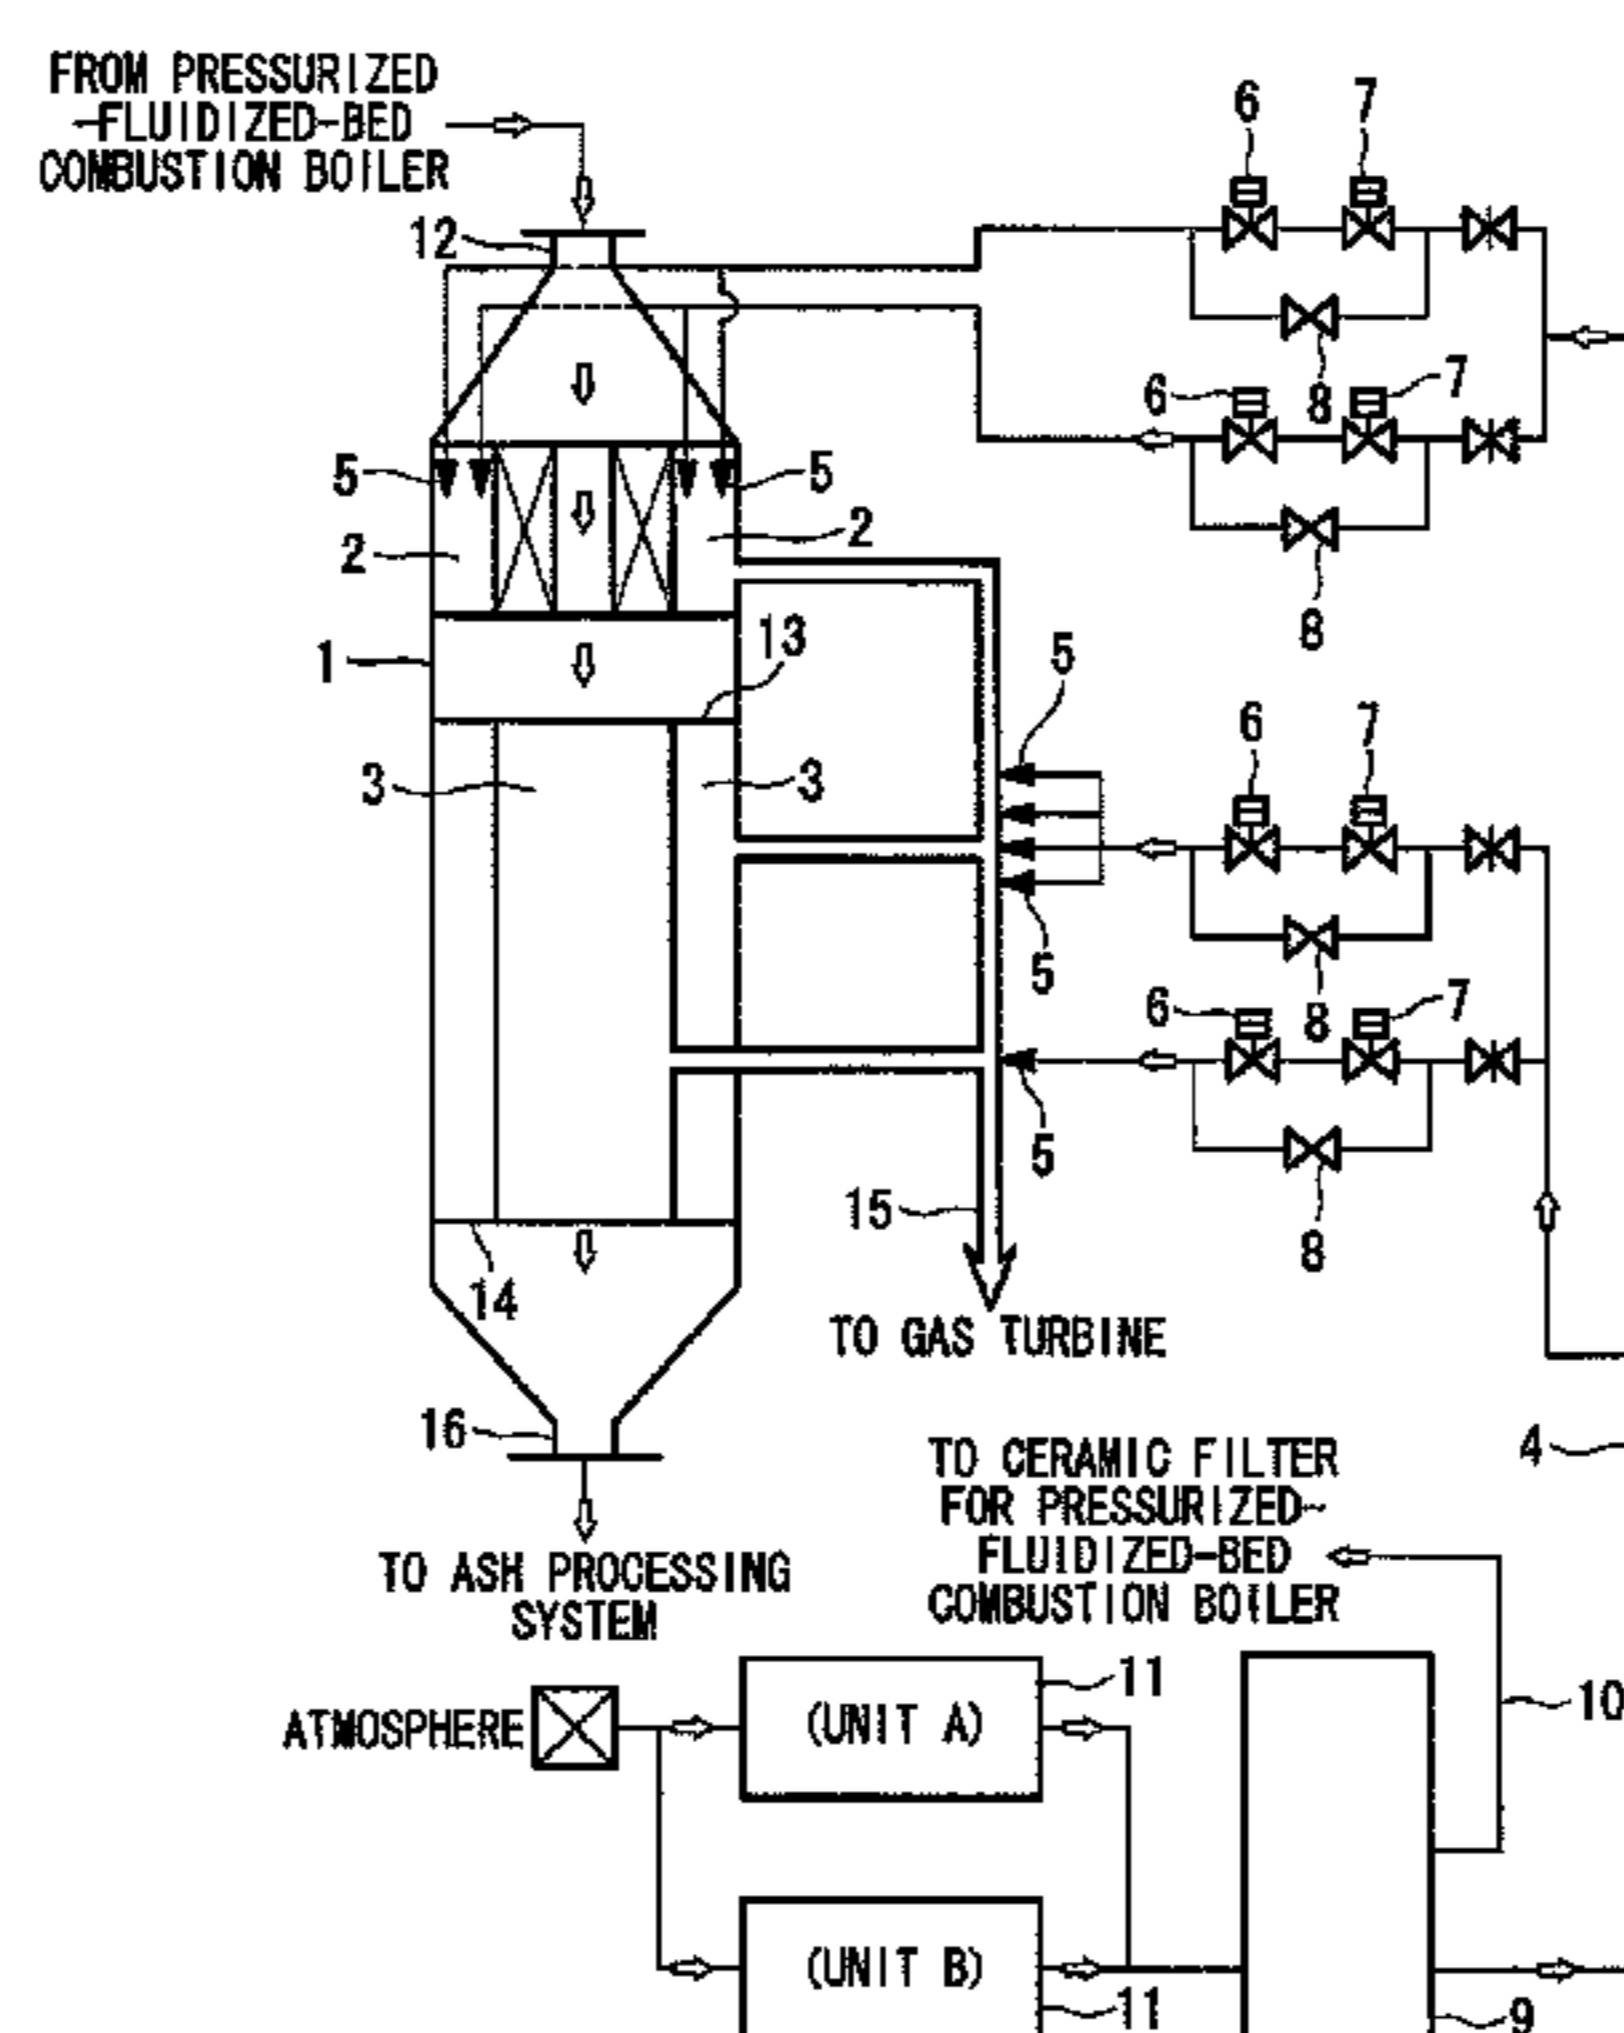 FROM PRESSURIZED
-FLUIDIZED-BED
COMBUSTION BOILER
6
7
12
8
6
7
5
5
2
2
8
1
13
5
6
7
3
3
5
8
6
7
5
15
8
14
TO GAS TURBINE
16
4
TO CERAMIC FILTER
FOR PRESSURIZED-
FLUIDIZED-BED
COMBUSTION BOILER
TO ASH PROCESSING
SYSTEM
11
10
ATMOSPHERE
(UNIT A)
(UNIT B)
11
9